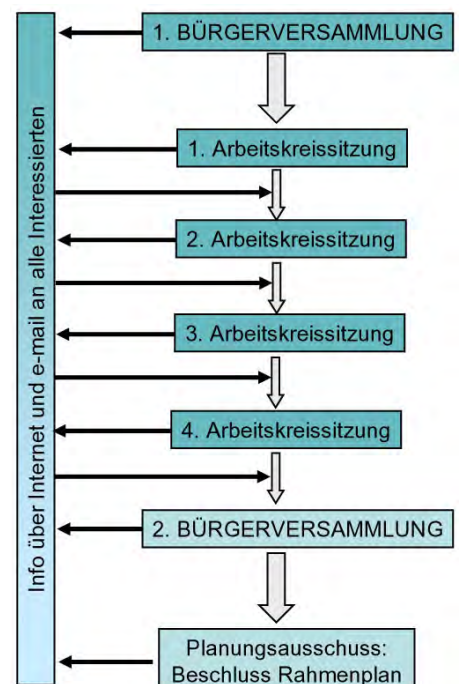 1. BÜRGERVERSAMMLUNG
1. Arbeitskreissitzung
2. Arbeitskreissitzung
3. Arbeitskreissitzung
4. Arbeitskreissitzung
2. BÜRGERVERSAMMLUNG
Planungsausschuss:
Beschluss Rahmenplan
Info über Internet und e-mail an alle Interessierten